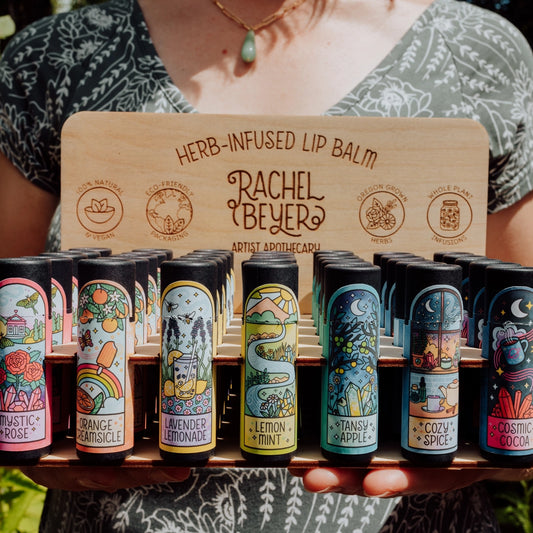 HERB-INFUSED LIP BALM
RACHEL
BEYER
ARTIST APOTHECARY
100% NATURAL
& VEGAN
ECO-FRIENDLY
PACKAGING
OREGON GROWN
HERBS
WHOLE PLANT
INFUSIONS
MYSTIC
ROSE
ORANGE
CREAMSICLE
LAVENDER
LEMONADE
LEMON
MINT
TANSY
APPLE
COZY
SPICE
COSMIC
COCOA